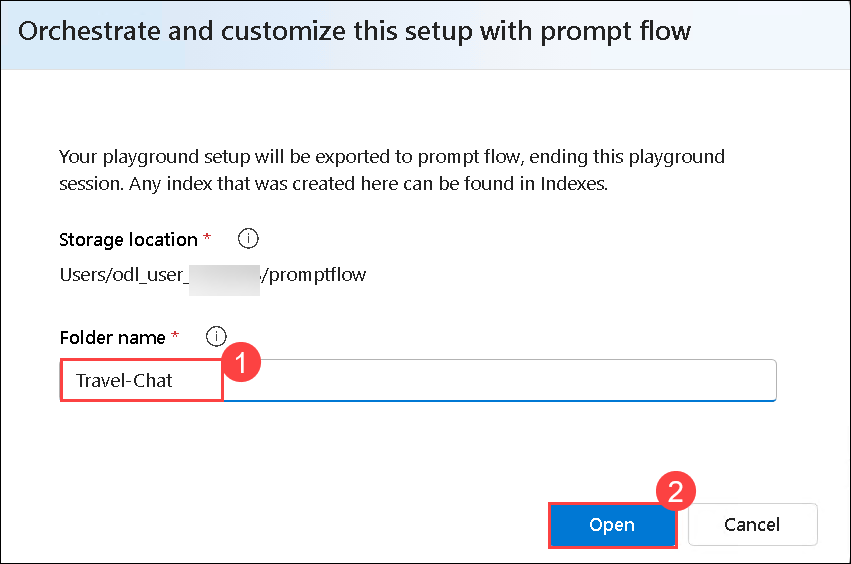 Orchestrate and customize this setup with prompt flow
Your playground setup will be exported to prompt flow, ending this playground
session. Any index that was created here can be found in Indexes.
Storage location *
Users/odl_user_ /promptflow
Folder name *
1
Travel-Chat
2
Open Cancel